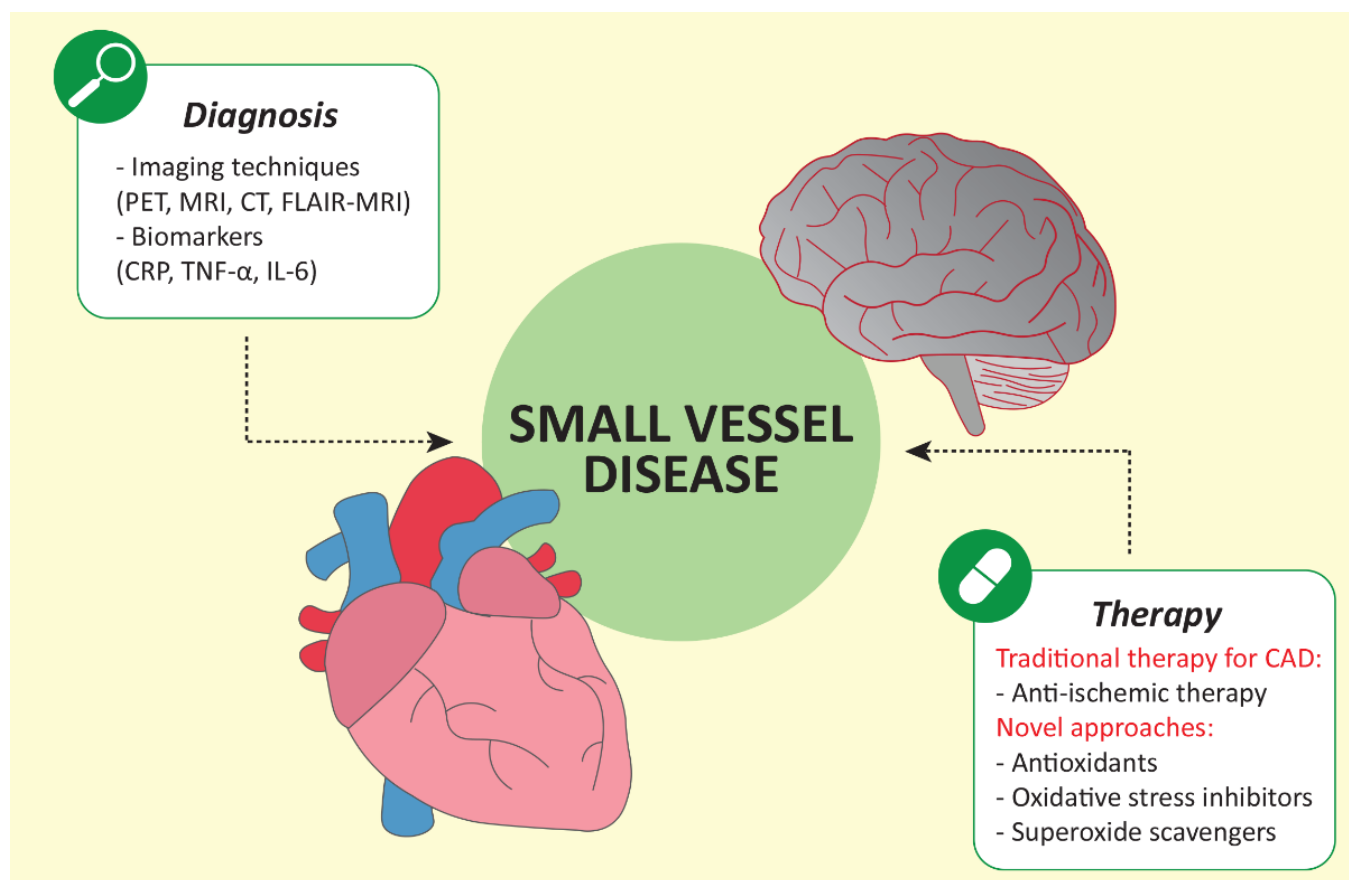 Diagnosis
- Imaging techniques
(PET, MRI, CT, FLAIR-MRI)
- Biomarkers
(CRP, TNF-α, IL-6)
SMALL VESSEL
DISEASE
Therapy
Traditional therapy for CAD:
- Anti-ischemic therapy
Novel approaches:
- Antioxidants
- Oxidative stress inhibitors
- Superoxide scavengers